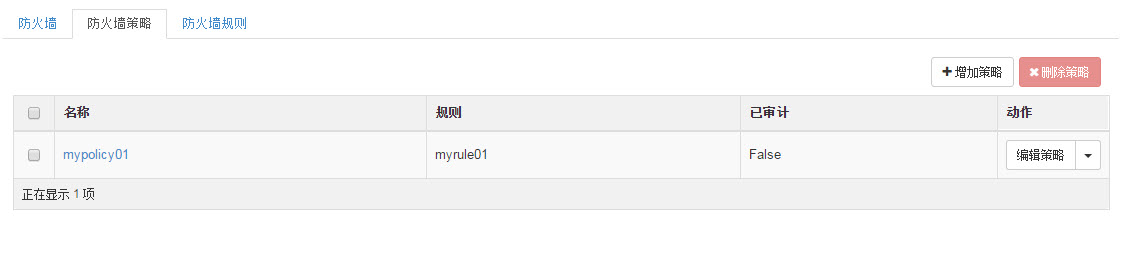 防火墙 防火墙策略 防火墙规则
增加策略 删除策略
名称 规则 已审计 动作
mypolicy01 myrule01 False 编辑策略
正在显示 1 项